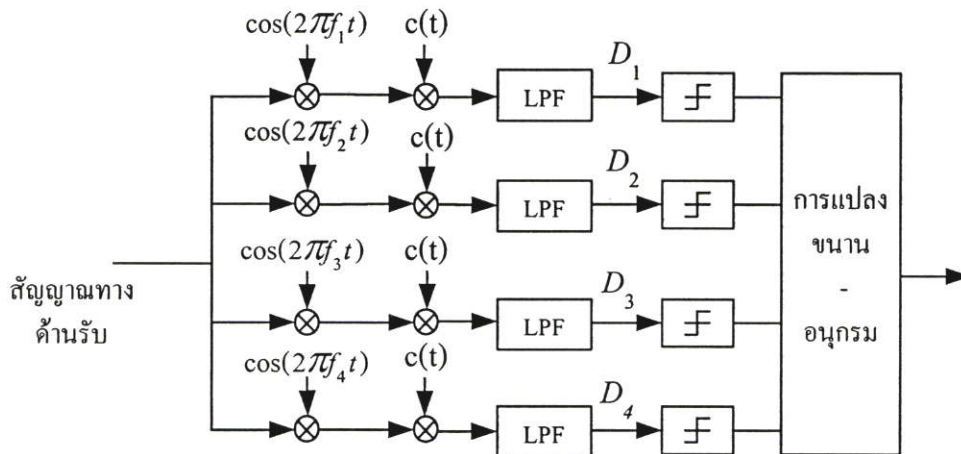 cos(2πf₁t) c(t)
D₁
LPF
cos(2πf₂t) c(t)
D₂
LPF
cos(2πf₃t) c(t)
D₃
LPF
cos(2πf₄t) c(t)
D₄
LPF
สัญญาณทาง
ด้านรับ
การแปลง
ขนาน
-
อนุกรม